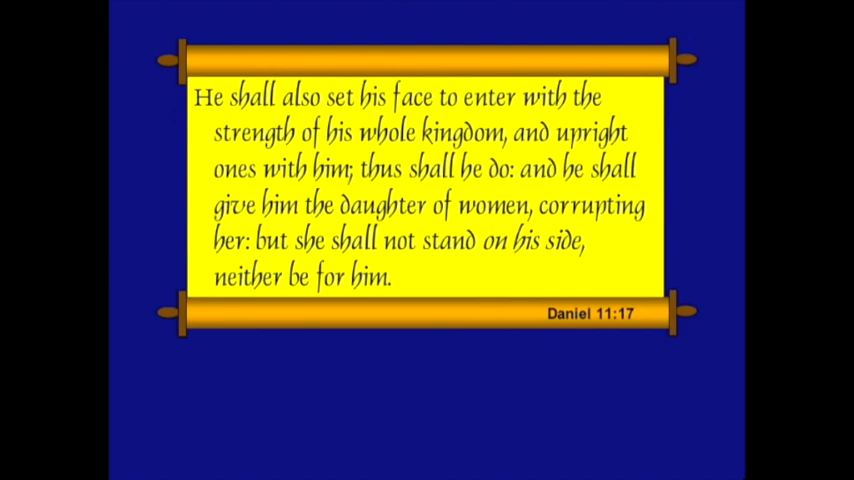 He shall also set his face to enter with the
strength of his whole kingdom, and upright
ones with him; thus shall he do: and he shall
give him the daughter of women, corrupting
her: but she shall not stand on his side,
neither be for him.
Daniel 11:17